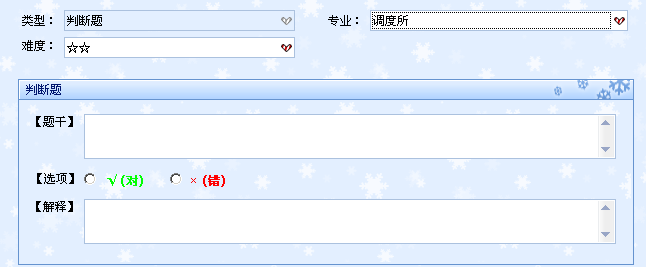 类型： 判断题 专业： 调度所
难度： ☆☆
判断题
【题干】
【选项】 √ (对) × (错)
【解释】